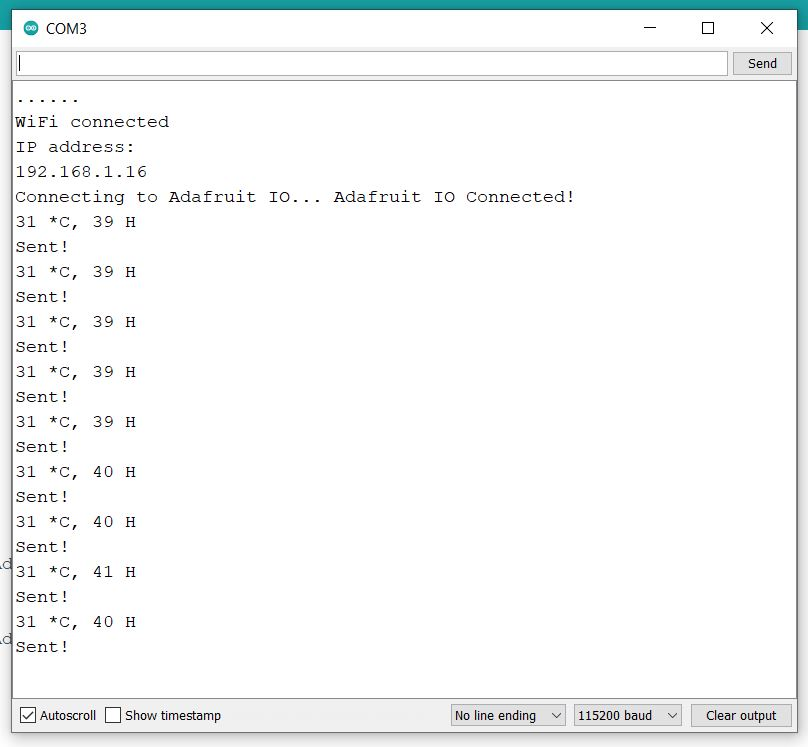 COM3
Send
......
WiFi connected
IP address:
192.168.1.16
Connecting to Adafruit IO... Adafruit IO Connected!
31 *C, 39 H
Sent!
31 *C, 39 H
Sent!
31 *C, 39 H
Sent!
31 *C, 39 H
Sent!
31 *C, 39 H
Sent!
31 *C, 40 H
Sent!
31 *C, 40 H
Sent!
31 *C, 41 H
Sent!
31 *C, 40 H
Sent!
Autoscroll Show timestamp No line ending 115200 baud Clear output